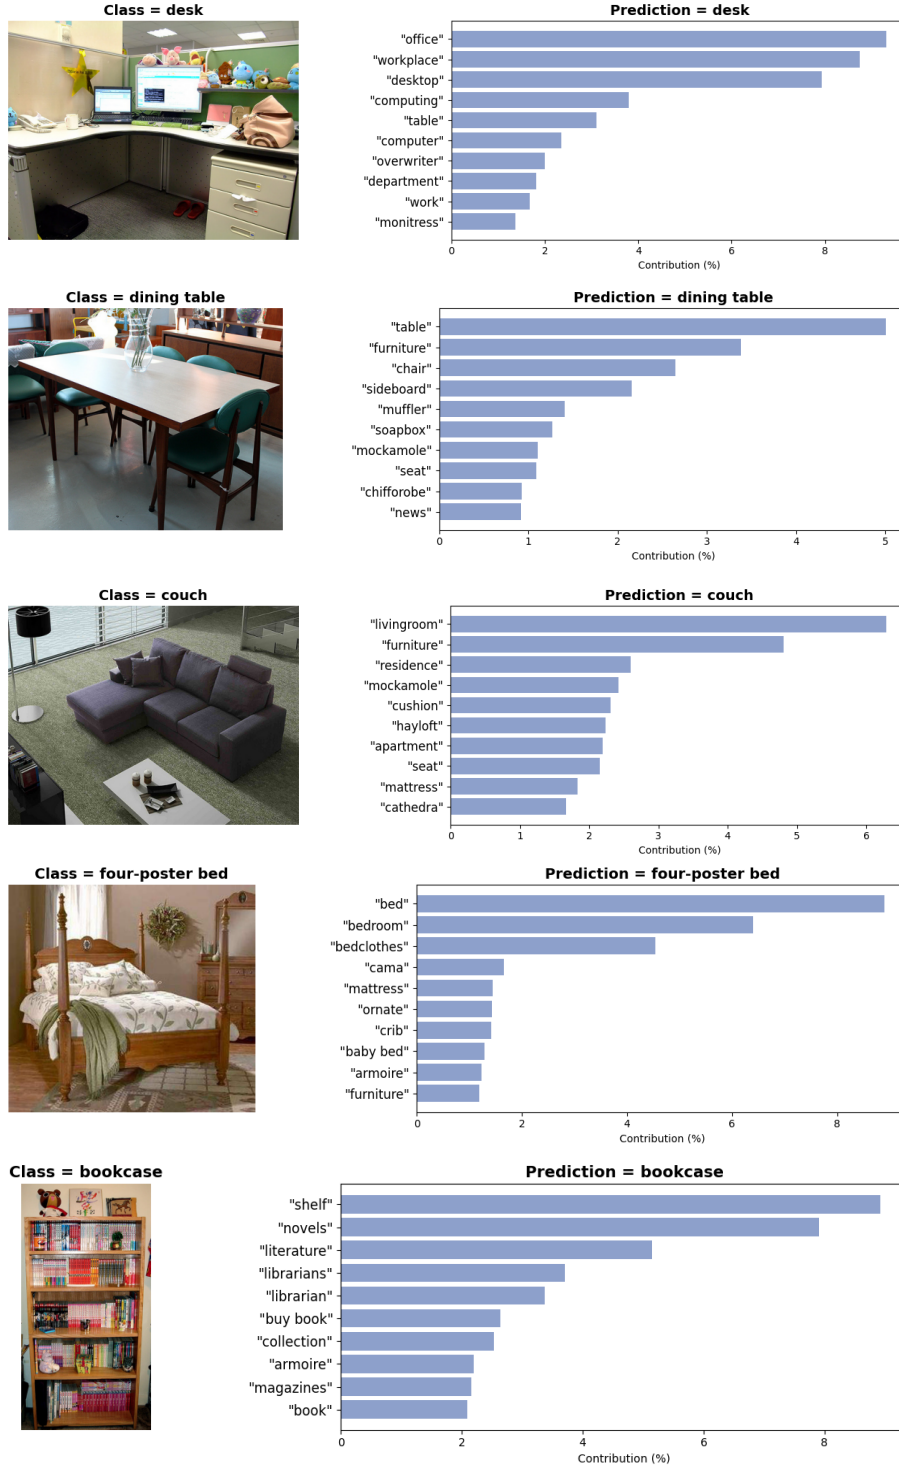 Class = desk
Prediction = desk
"office"
"workplace"
"desktop"
"computing"
"table"
"computer"
"overwriter"
"department"
"work"
"monitress"
0 2 4 6 8
Contribution (%)
Class = dining table
Prediction = dining table
"table"
"furniture"
"chair"
"sideboard"
"muffler"
"soapbox"
"mockamole"
"seat"
"chifforobe"
"news"
0 1 2 3 4 5
Contribution (%)
Class = couch
Prediction = couch
"livingroom"
"furniture"
"residence"
"mockamole"
"cushion"
"hayloft"
"apartment"
"seat"
"mattress"
"cathedra"
0 1 2 3 4 5 6
Contribution (%)
Class = four-poster bed
Prediction = four-poster bed
"bed"
"bedroom"
"bedclothes"
"cama"
"mattress"
"ornate"
"crib"
"baby bed"
"armoire"
"furniture"
0 2 4 6 8
Contribution (%)
Class = bookcase
Prediction = bookcase
"shelf"
"novels"
"literature"
"librarians"
"librarian"
"buy book"
"collection"
"armoire"
"magazines"
"book"
0 2 4 6 8
Contribution (%)